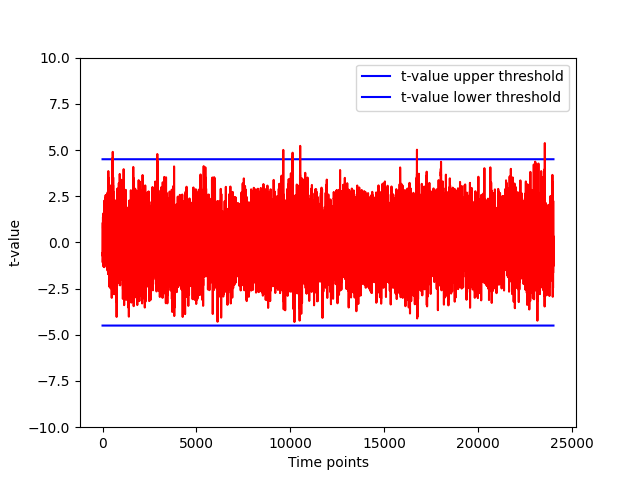 10.0
7.5
5.0
2.5
0.0
−2.5
−5.0
−7.5
−10.0
t-value
t-value upper threshold
t-value lower threshold
0 5000 10000 15000 20000 25000
Time points